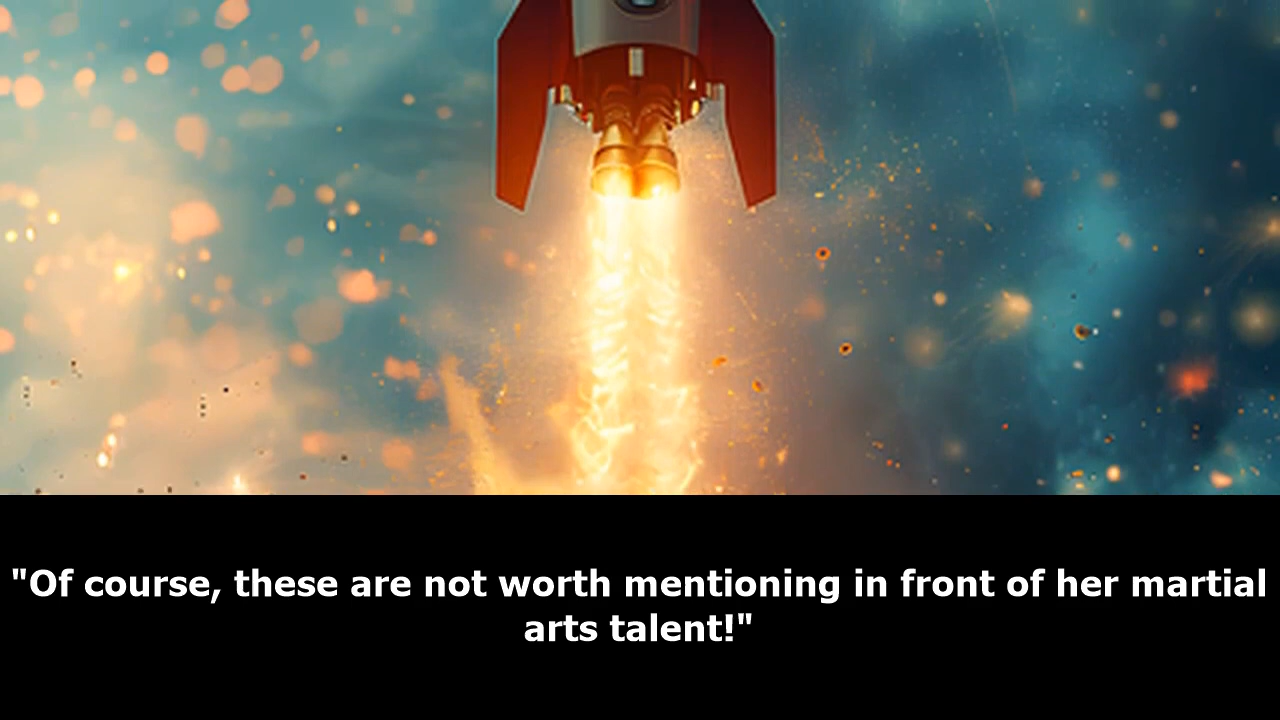 "Of course, these are not worth mentioning in front of her martial
arts talent!"